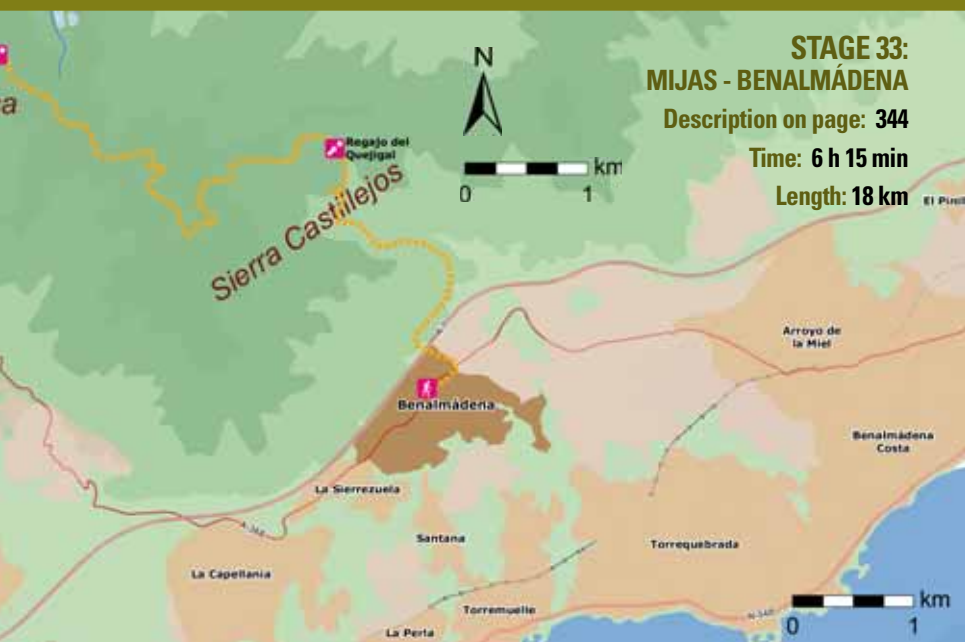 STAGE 33:
MIJAS - BENALMÁDENA
Description on page: 344
Time: 6 h 15 min
Length: 18 km
N
km
0 1
Regajo del
Quejigal
Sierra Castillejos
Arroyo de
la Miel
Benalmádena
Benalmádena
Costa
La Sierrezuela
A-368
Santana
Torrequebrada
La Capellania
Torremuelle
La Perla
N-340
km
0 1